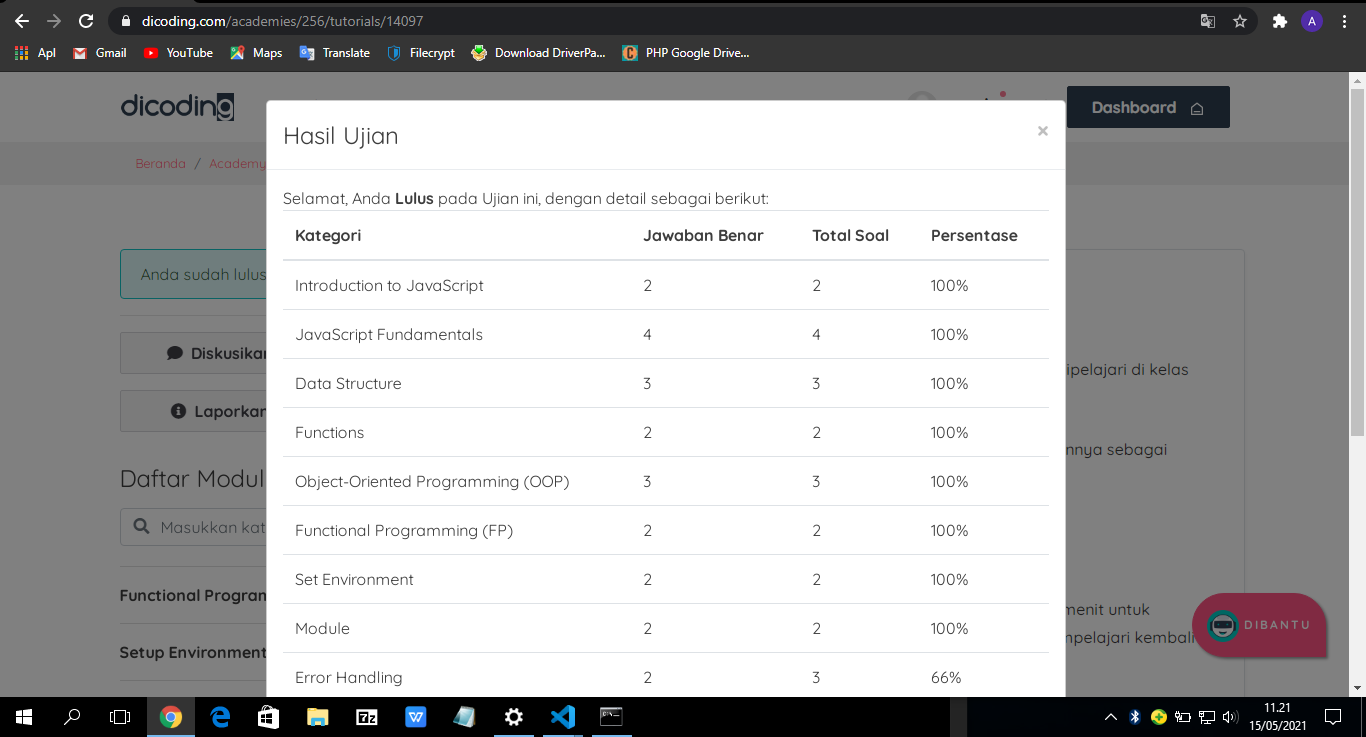 dicoding.com/academies/256/tutorials/14097
A
Apl Gmail YouTube Maps Translate Filecrypt Download DriverPa... PHP Google Drive...
dicoding
Dashboard
Beranda / Academy
Hasil Ujian ×
Selamat, Anda Lulus pada Ujian ini, dengan detail sebagai berikut:
Kategori Jawaban Benar Total Soal Persentase
Introduction to JavaScript 2 2 100%
JavaScript Fundamentals 4 4 100%
Data Structure 3 3 100%
Functions 2 2 100%
Object-Oriented Programming (OOP) 3 3 100%
Functional Programming (FP) 2 2 100%
Set Environment 2 2 100%
Module 2 2 100%
Error Handling 2 3 66%
Anda sudah lulus
Diskusikan
Laporkan
Daftar Modul
Masukkan kat
Functional Program
Setup Environment
ipelajari di kelas
nnya sebagai
menit untuk
npelajari kembali
DIBANTU
7z
W
11.21
15/05/2021